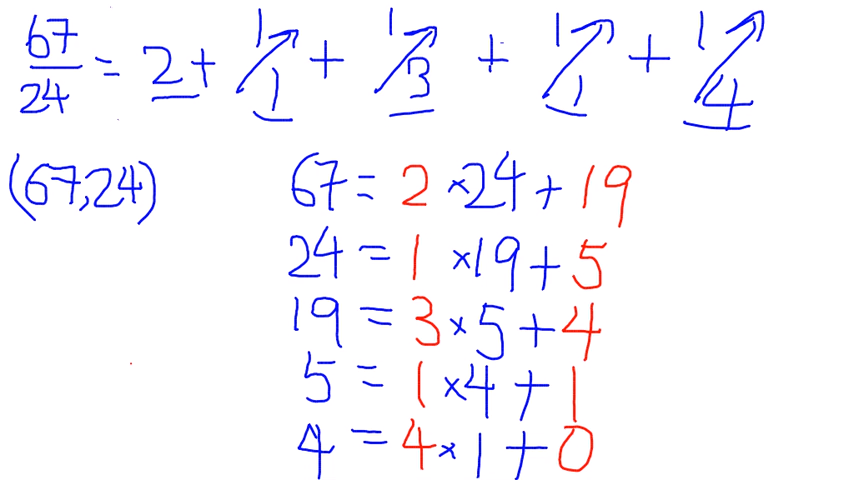 67/24 = 2 + 1/1 + 1/3 + 1/1 + 1/4
(67,24) 67 = 2 × 24 + 19
24 = 1 × 19 + 5
19 = 3 × 5 + 4
5 = 1 × 4 + 1
4 = 4 × 1 + 0